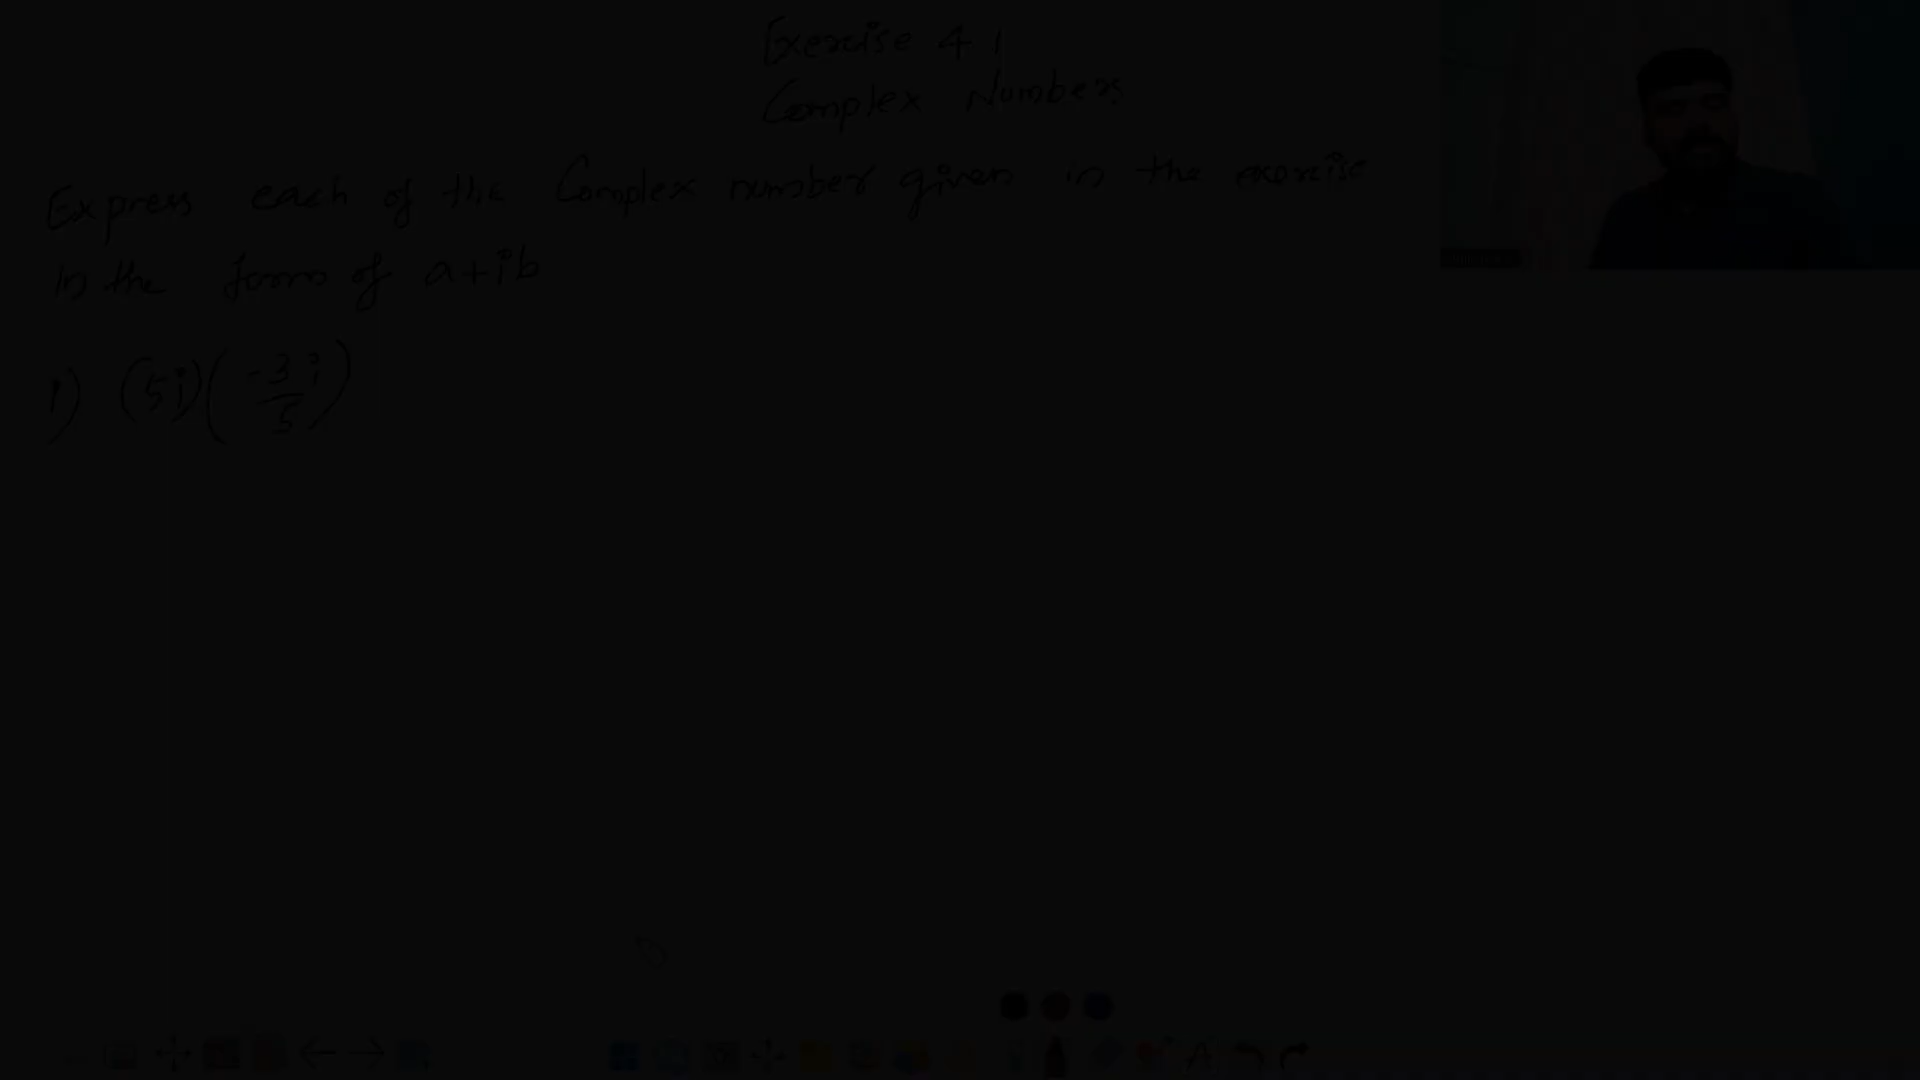 Exercise 4.1
Complex Numbers
Express each of the Complex number given in the exercise
in the form of a+ib
1) (5i)(-3i/5)